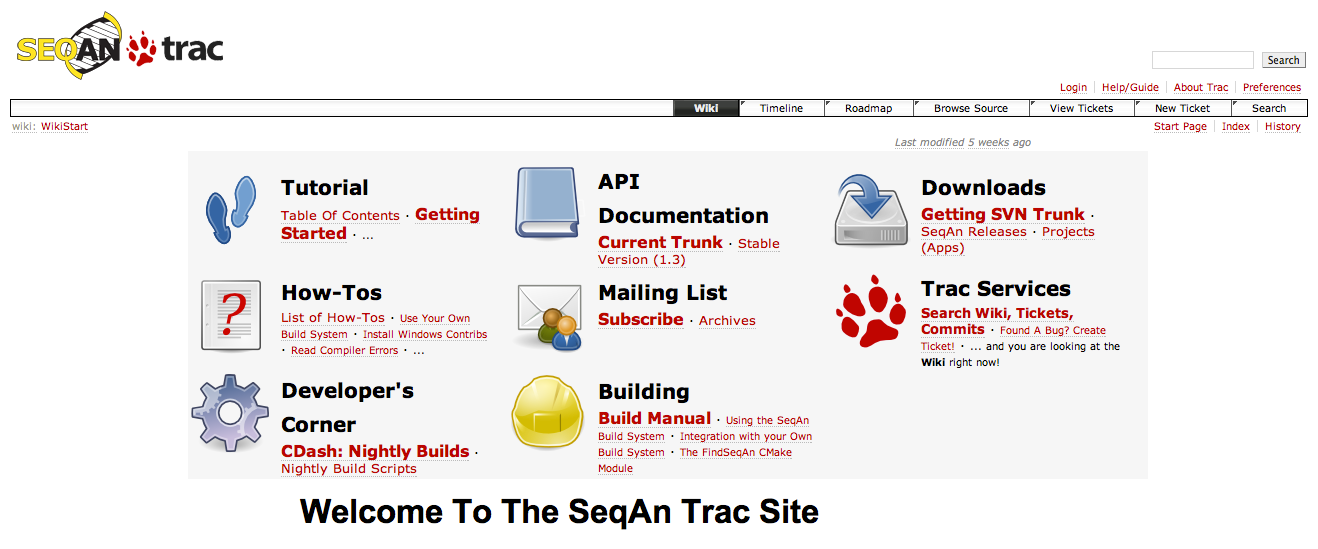 SEQAN trac
Search
Login Help/Guide About Trac Preferences
Wiki Timeline Roadmap Browse Source View Tickets New Ticket Search
wiki: WikiStart
Start Page Index History
Last modified 5 weeks ago
Tutorial
Table Of Contents · Getting
Started · ...
API
Documentation
Current Trunk · Stable
Version (1.3)
Downloads
Getting SVN Trunk ·
SeqAn Releases · Projects
(Apps)
?
How-Tos
List of How-Tos · Use Your Own
Build System · Install Windows Contribs
· Read Compiler Errors · ...
Mailing List
Subscribe · Archives
Trac Services
Search Wiki, Tickets,
Commits · Found A Bug? Create
Ticket! · ... and you are looking at the
Wiki right now!
Developer's
Corner
CDash: Nightly Builds ·
Nightly Build Scripts
Building
Build Manual · Using the SeqAn
Build System · Integration with your Own
Build System · The FindSeqAn CMake
Module
Welcome To The SeqAn Trac Site